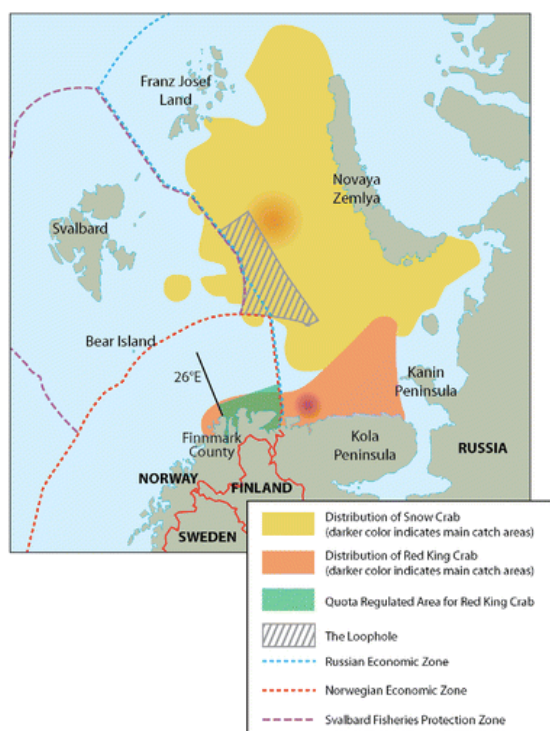 Franz Josef
Land
Novaya
Zemlya
Svalbard
Bear Island
26°E
Kanin
Peninsula
Finnmark
County
Kola
Peninsula
RUSSIA
NORWAY
FINLAND
SWEDEN
Distribution of Snow Crab
(darker color indicates main catch areas)
Distribution of Red King Crab
(darker color indicates main catch areas)
Quota Regulated Area for Red King Crab
The Loophole
Russian Economic Zone
Norwegian Economic Zone
Svalbard Fisheries Protection Zone